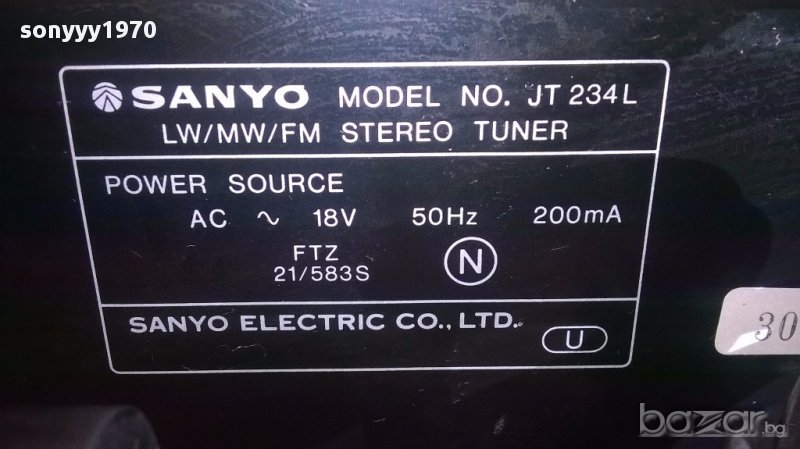 sonyyy1970
SANYO MODEL NO. JT 234L
LW/MW/FM STEREO TUNER
POWER SOURCE
AC ∿ 18V 50Hz 200mA
FTZ
21/583S
N
SANYO ELECTRIC CO., LTD.
U
30
bazar.bg